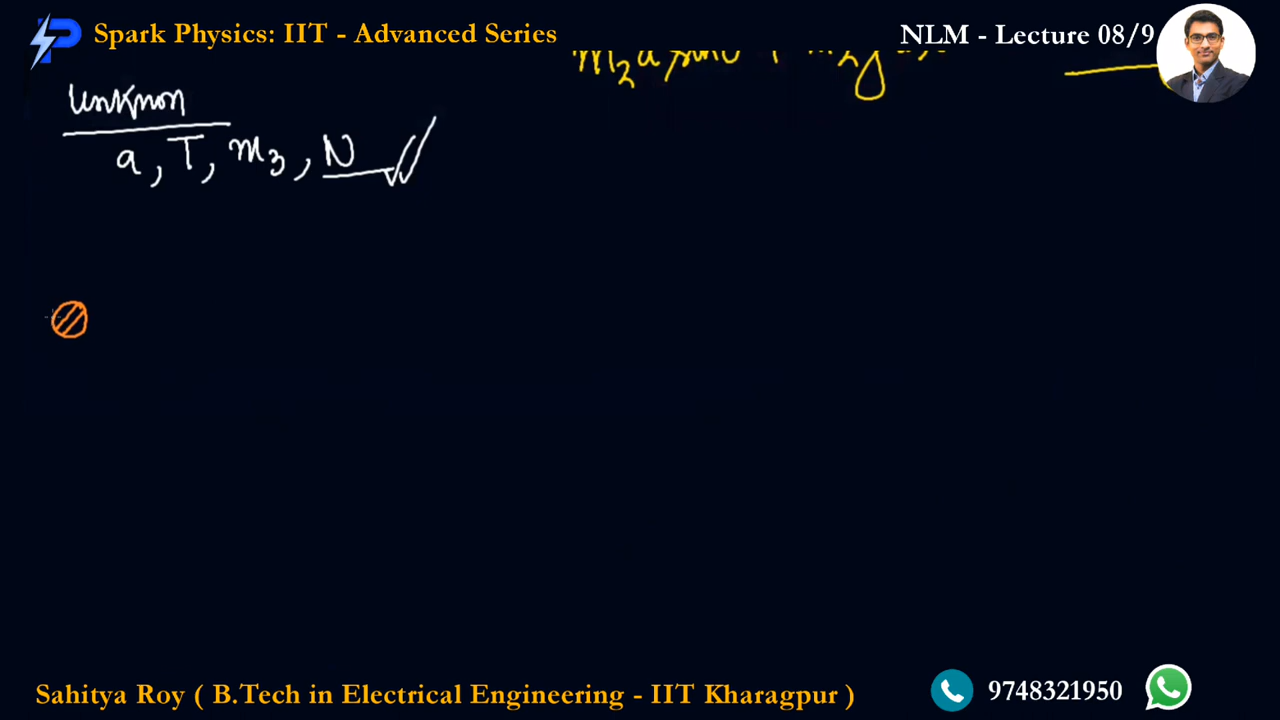 Spark Physics: IIT - Advanced Series
NLM - Lecture 08/9
Unknon
a, T, m3, N
Sahitya Roy ( B.Tech in Electrical Engineering - IIT Kharagpur )
9748321950